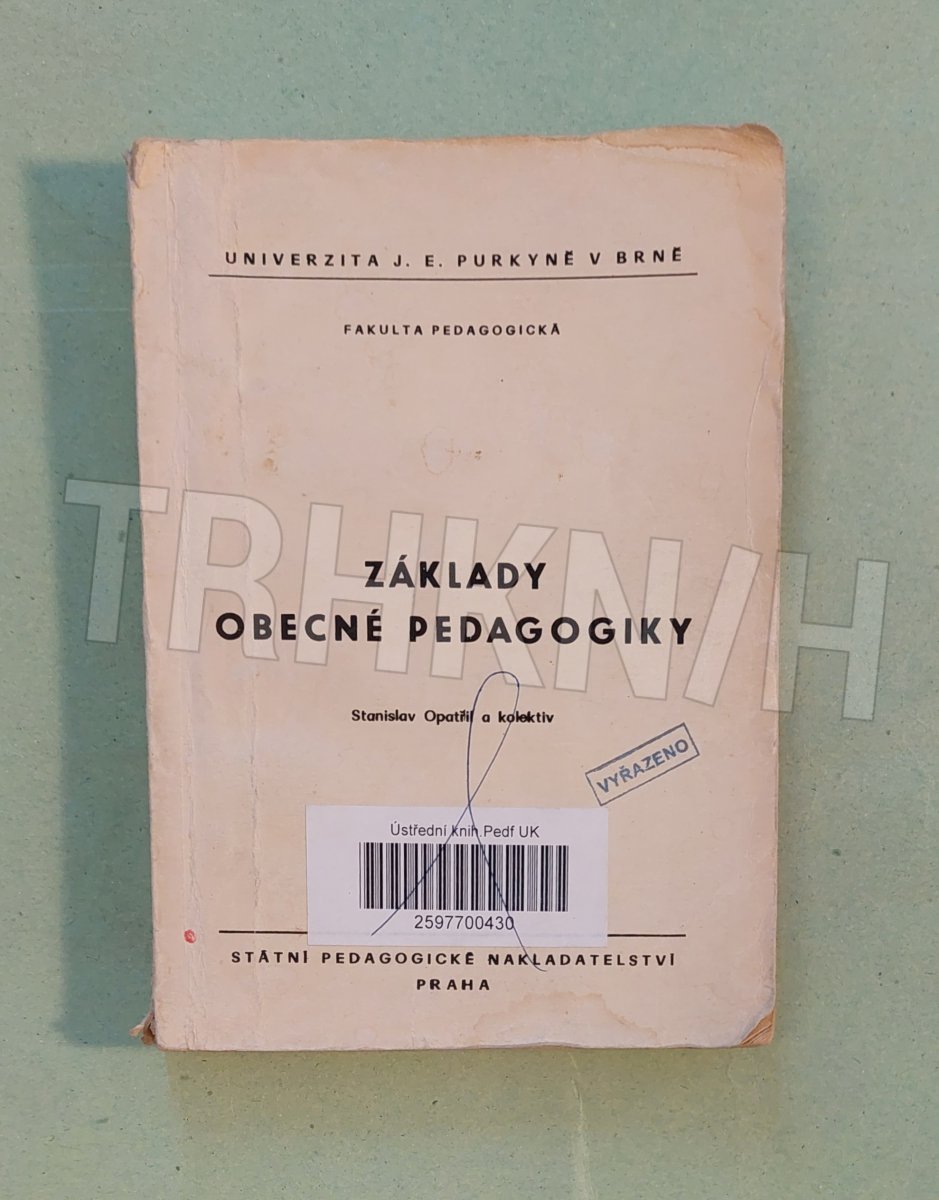 UNIVERZITA J. E. PURKYNĚ V BRNĚ
FAKULTA PEDAGOGICKÁ
TRHKNIH
ZÁKLADY
OBECNÉ PEDAGOGIKY
Stanislav Opatřil a kolektiv
VYŘAZENO
Ústřední knih.Pedf UK
2597700430
STÁTNÍ PEDAGOGICKÉ NAKLADATELSTVÍ
PRAHA